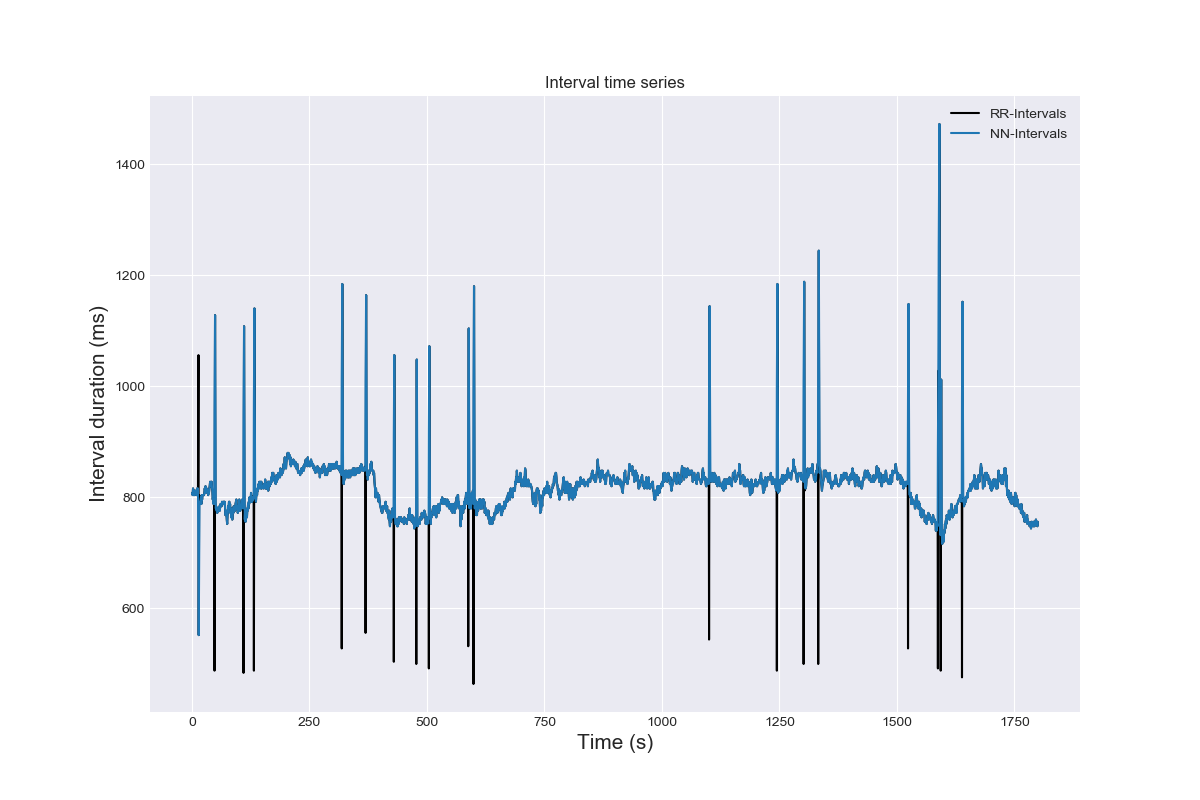 Interval time series
RR-Intervals
NN-Intervals
Interval duration (ms)
1400
1200
1000
800
600
0
250
500
750
1000
1250
1500
1750
Time (s)